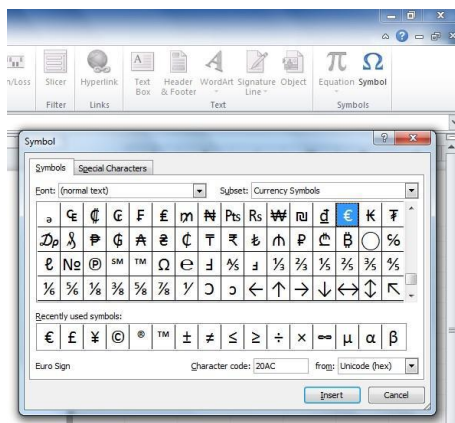 n/Loss Slicer Hyperlink Text Box Header & Footer WordArt Signature Line Object Equation Symbol
Filter Links Text Symbols
Symbol
Symbols Special Characters
Font: (normal text) Subset: Currency Symbols
ₔ ₠ ₡ ₢ ₣ ₤ ₥ ₦ ₧ ₨ ₩ ₪ ₫ € ₭ ₮
₯ ₰ ₱ ₲ ₳ ₴ ₵ ₸ ₹ ₺ ₼ ₽ ₾ ₿ ◯ ℅
ℓ № ℗ ℠ ™ Ω ℮ Ⅎ ⅍ ⅎ ⅓ ⅔ ⅕ ⅖ ⅗ ⅘
⅙ ⅚ ⅛ ⅜ ⅝ ⅞ ⅟ Ↄ ↄ ← ↑ → ↓ ↔ ↕ ↖
Recently used symbols:
€ £ ¥ © ® ™ ± ≠ ≤ ≥ ÷ × ∞ µ α β
Euro Sign Character code: 20AC from: Unicode (hex)
Insert Cancel